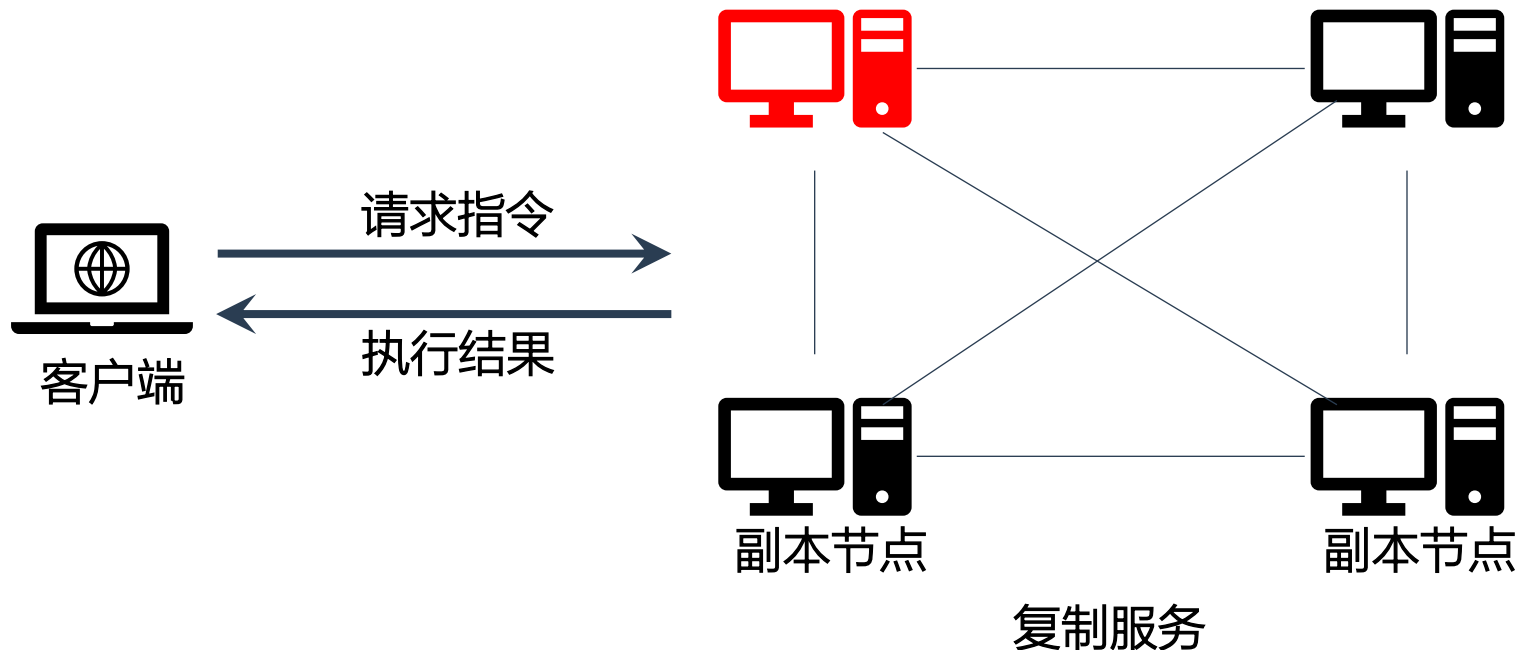 请求指令
执行结果
客户端
副本节点
副本节点
复制服务